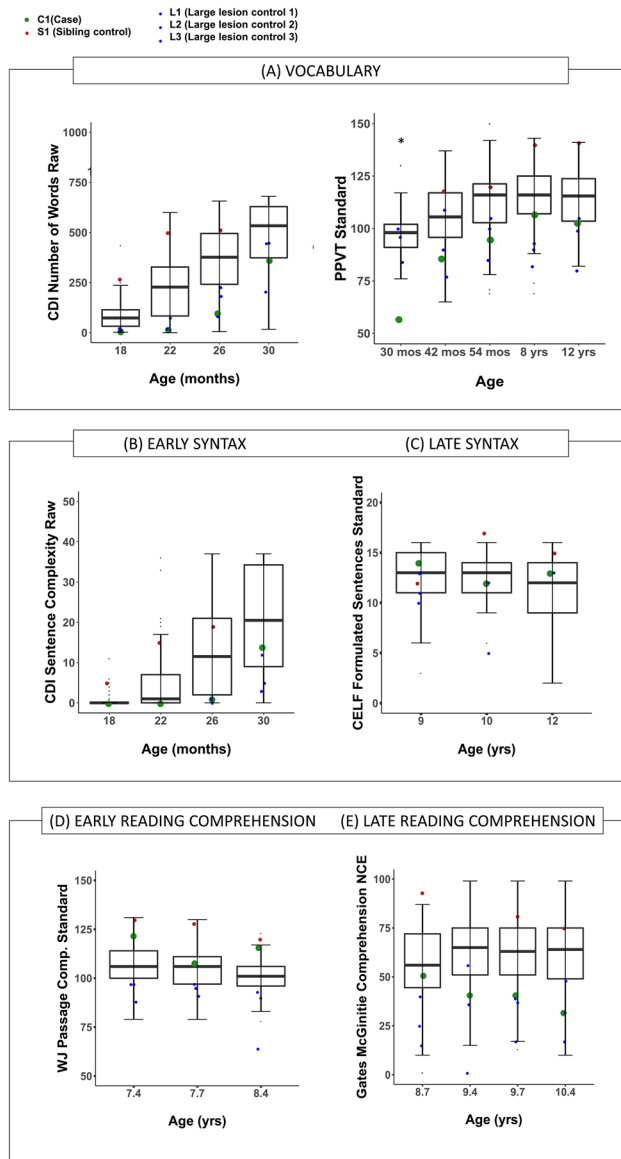 C1(Case)
S1 (Sibling control)
L1 (Large lesion control 1)
L2 (Large lesion control 2)
L3 (Large lesion control 3)
(A) VOCABULARY
CDI Number of Words Raw
1000
750
500
250
0
18 22 26 30
Age (months)
PPVT Standard
150
125
100
75
50
*
30 mos 42 mos 54 mos 8 yrs 12 yrs
Age
(B) EARLY SYNTAX
(C) LATE SYNTAX
CDI Sentence Complexity Raw
50
40
30
20
10
0
18 22 26 30
Age (months)
CELF Formulated Sentences Standard
20
15
10
5
0
9 10 12
Age (yrs)
(D) EARLY READING COMPREHENSION
(E) LATE READING COMPREHENSION
WJ Passage Comp. Standard
150
125
100
75
50
7.4 7.7 8.4
Age (yrs)
Gates McGinitie Comprehension NCE
100
75
50
25
0
8.7 9.4 9.7 10.4
Age (yrs)